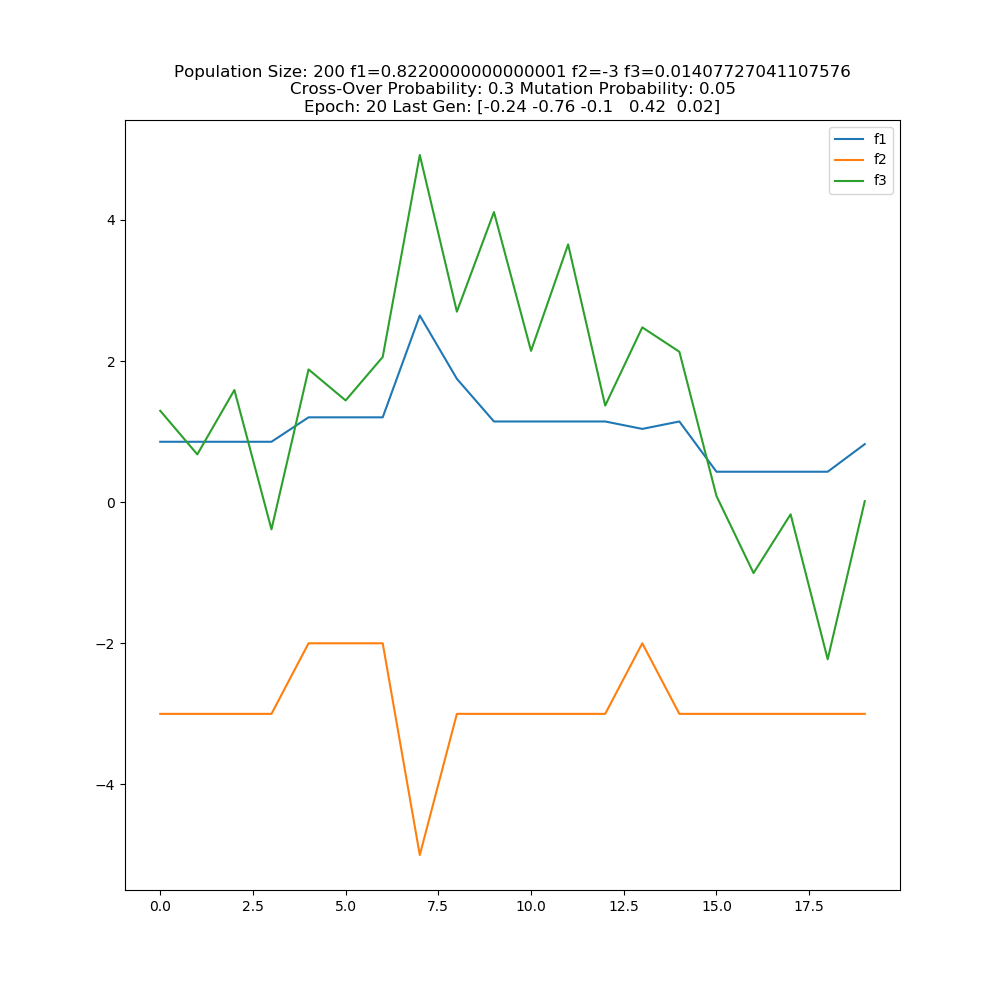 Population Size: 200 f1=0.8220000000000001 f2=-3 f3=0.01407727041107576
Cross-Over Probability: 0.3 Mutation Probability: 0.05
Epoch: 20 Last Gen: [-0.24 -0.76 -0.1   0.42  0.02]
f1
f2
f3
4
2
0
−2
−4
0.0 2.5 5.0 7.5 10.0 12.5 15.0 17.5